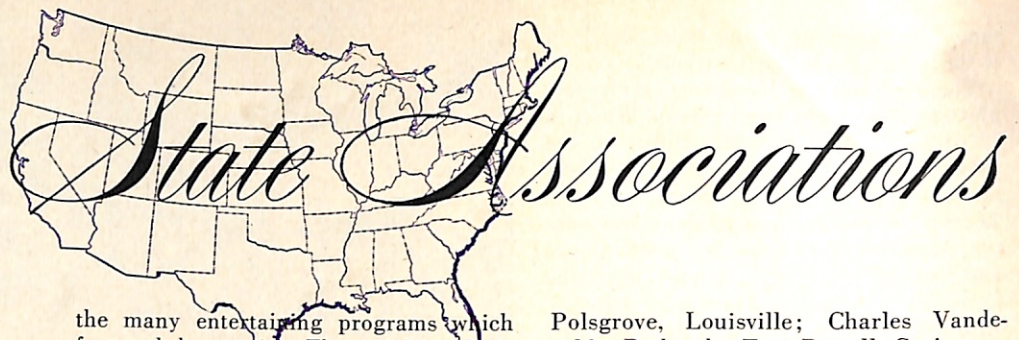 State Associations
the many entertaining programs which
Polsgrove, Louisville; Charles Vande-